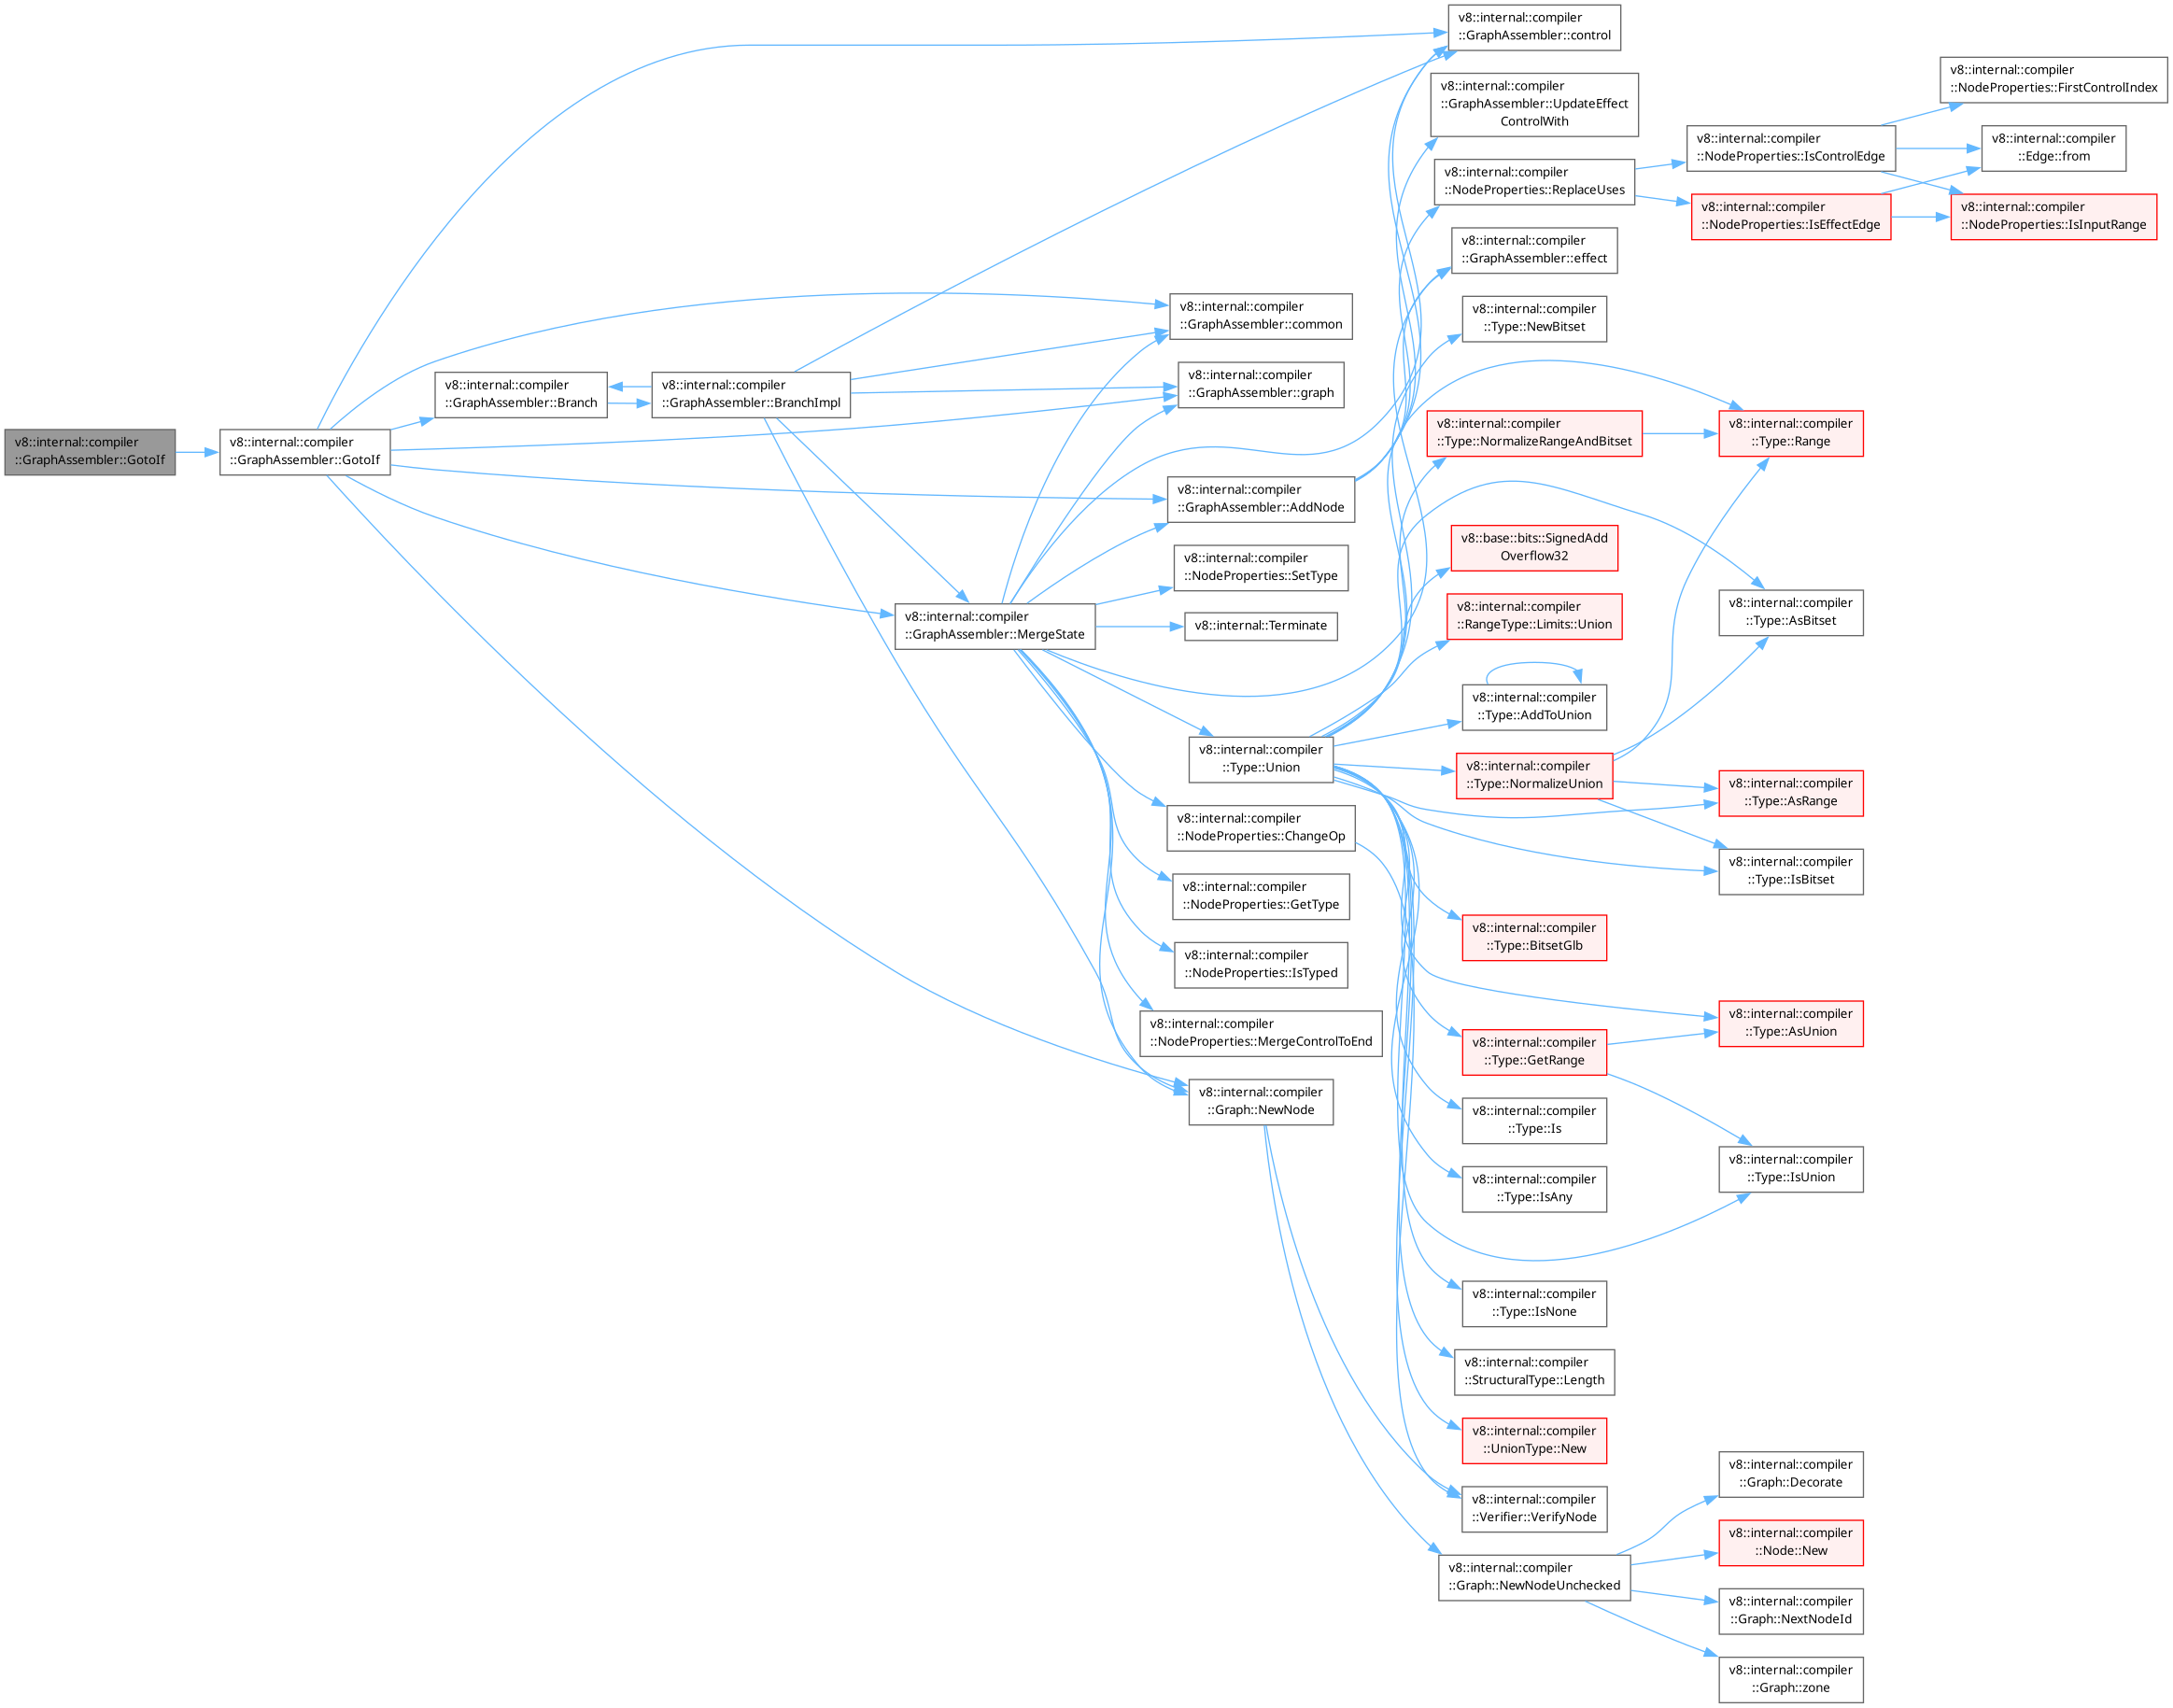 v8::internal::compiler
::GraphAssembler::GotoIf
v8::internal::compiler
::GraphAssembler::GotoIf
v8::internal::compiler
::GraphAssembler::Branch
v8::internal::compiler
::GraphAssembler::BranchImpl
v8::internal::compiler
::GraphAssembler::MergeState
v8::internal::compiler
::GraphAssembler::common
v8::internal::compiler
::GraphAssembler::graph
v8::internal::compiler
::GraphAssembler::AddNode
v8::internal::compiler
::NodeProperties::SetType
v8::internal::Terminate
v8::internal::compiler
::Type::Union
v8::internal::compiler
::NodeProperties::ChangeOp
v8::internal::compiler
::NodeProperties::GetType
v8::internal::compiler
::NodeProperties::IsTyped
v8::internal::compiler
::NodeProperties::MergeControlToEnd
v8::internal::compiler
::Graph::NewNode
v8::internal::compiler
::GraphAssembler::control
v8::internal::compiler
::GraphAssembler::UpdateEffect
ControlWith
v8::internal::compiler
::NodeProperties::ReplaceUses
v8::internal::compiler
::GraphAssembler::effect
v8::internal::compiler
::Type::NewBitset
v8::internal::compiler
::Type::NormalizeRangeAndBitset
v8::base::bits::SignedAdd
Overflow32
v8::internal::compiler
::RangeType::Limits::Union
v8::internal::compiler
::Type::AddToUnion
v8::internal::compiler
::Type::NormalizeUnion
v8::internal::compiler
::Type::BitsetGlb
v8::internal::compiler
::Type::GetRange
v8::internal::compiler
::Type::Is
v8::internal::compiler
::Type::IsAny
v8::internal::compiler
::Type::IsNone
v8::internal::compiler
::StructuralType::Length
v8::internal::compiler
::UnionType::New
v8::internal::compiler
::Verifier::VerifyNode
v8::internal::compiler
::Graph::NewNodeUnchecked
v8::internal::compiler
::NodeProperties::IsControlEdge
v8::internal::compiler
::NodeProperties::IsEffectEdge
v8::internal::compiler
::Type::Range
v8::internal::compiler
::Type::AsBitset
v8::internal::compiler
::Type::AsRange
v8::internal::compiler
::Type::IsBitset
v8::internal::compiler
::Type::AsUnion
v8::internal::compiler
::Type::IsUnion
v8::internal::compiler
::Graph::Decorate
v8::internal::compiler
::Node::New
v8::internal::compiler
::Graph::NextNodeId
v8::internal::compiler
::Graph::zone
v8::internal::compiler
::NodeProperties::FirstControlIndex
v8::internal::compiler
::Edge::from
v8::internal::compiler
::NodeProperties::IsInputRange